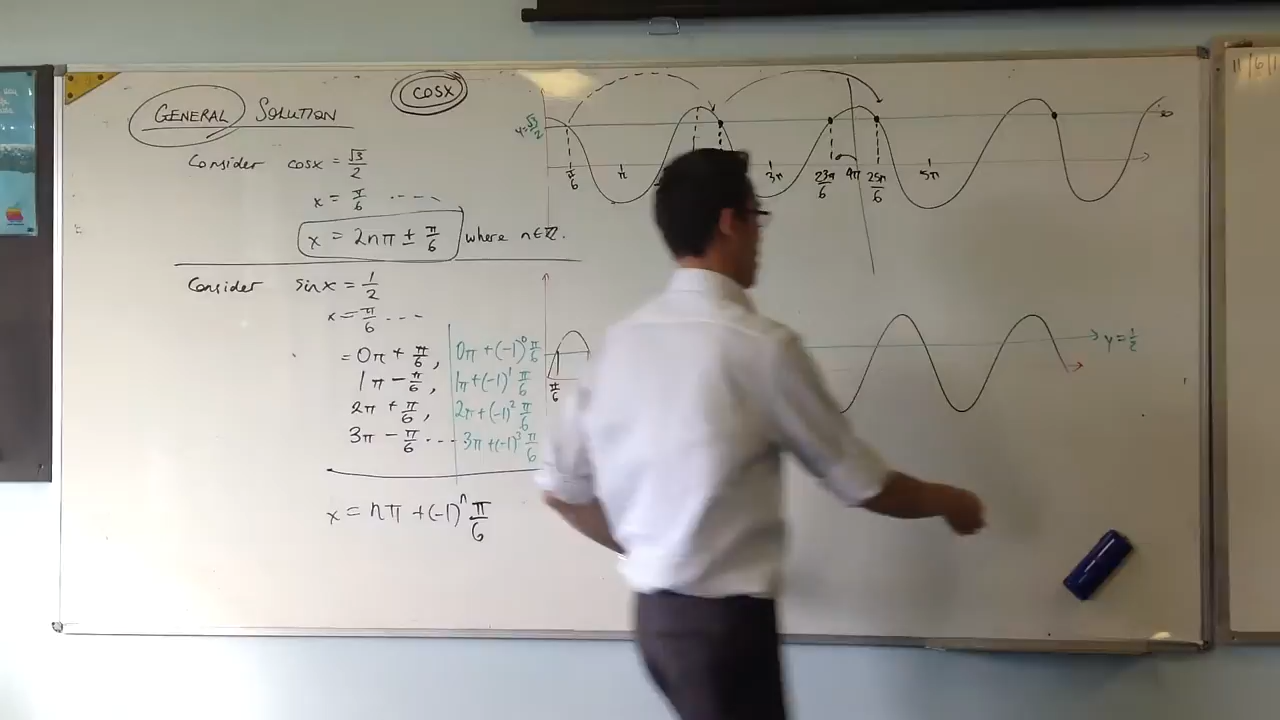 GENERAL SOLUTION
cosx
Consider cosx = √3/2
x = π/6 ....
x = 2nπ ± π/6 where n∈ℤ.
y=√3/2
π/6 π 3π 23π/6 4π 25π/6 5π
Consider sinx = 1/2
x = π/6 ...
= 0π + π/6, 0π + (-1)^0 π/6
1π - π/6, 1π + (-1)^1 π/6
2π + π/6, 2π + (-1)^2 π/6
3π - π/6 .... 3π + (-1)^3 π/6
x = nπ + (-1)^n π/6
π/6
y = 1/2